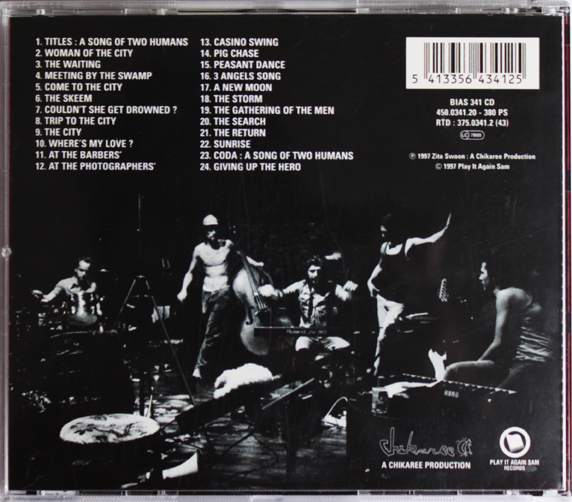 1. TITLES : A SONG OF TWO HUMANS
2. WOMAN OF THE CITY
3. THE WAITING
4. MEETING BY THE SWAMP
5. COME TO THE CITY
6. THE SKEEM
7. COULDN'T SHE GET DROWNED ?
8. TRIP TO THE CITY
9. THE CITY
10. WHERE'S MY LOVE ?
11. AT THE BARBERS'
12. AT THE PHOTOGRAPHERS'
13. CASINO SWING
14. PIG CHASE
15. PEASANT DANCE
16. 3 ANGELS SONG
17. A NEW MOON
18. THE STORM
19. THE GATHERING OF THE MEN
20. THE SEARCH
21. THE RETURN
22. SUNRISE
23. CODA : A SONG OF TWO HUMANS
24. GIVING UP THE HERO
5 413356 434125
BIAS 341 CD
450.0341.20 - 380 PS
RTD : 375.0341.2 (43)
LC 7800
℗ 1997 Zita Swoon : A Chikaree Production
© 1997 Play It Again Sam
KORG
Chikaree
A CHIKAREE PRODUCTION
PLAY IT AGAIN SAM
RECORDS